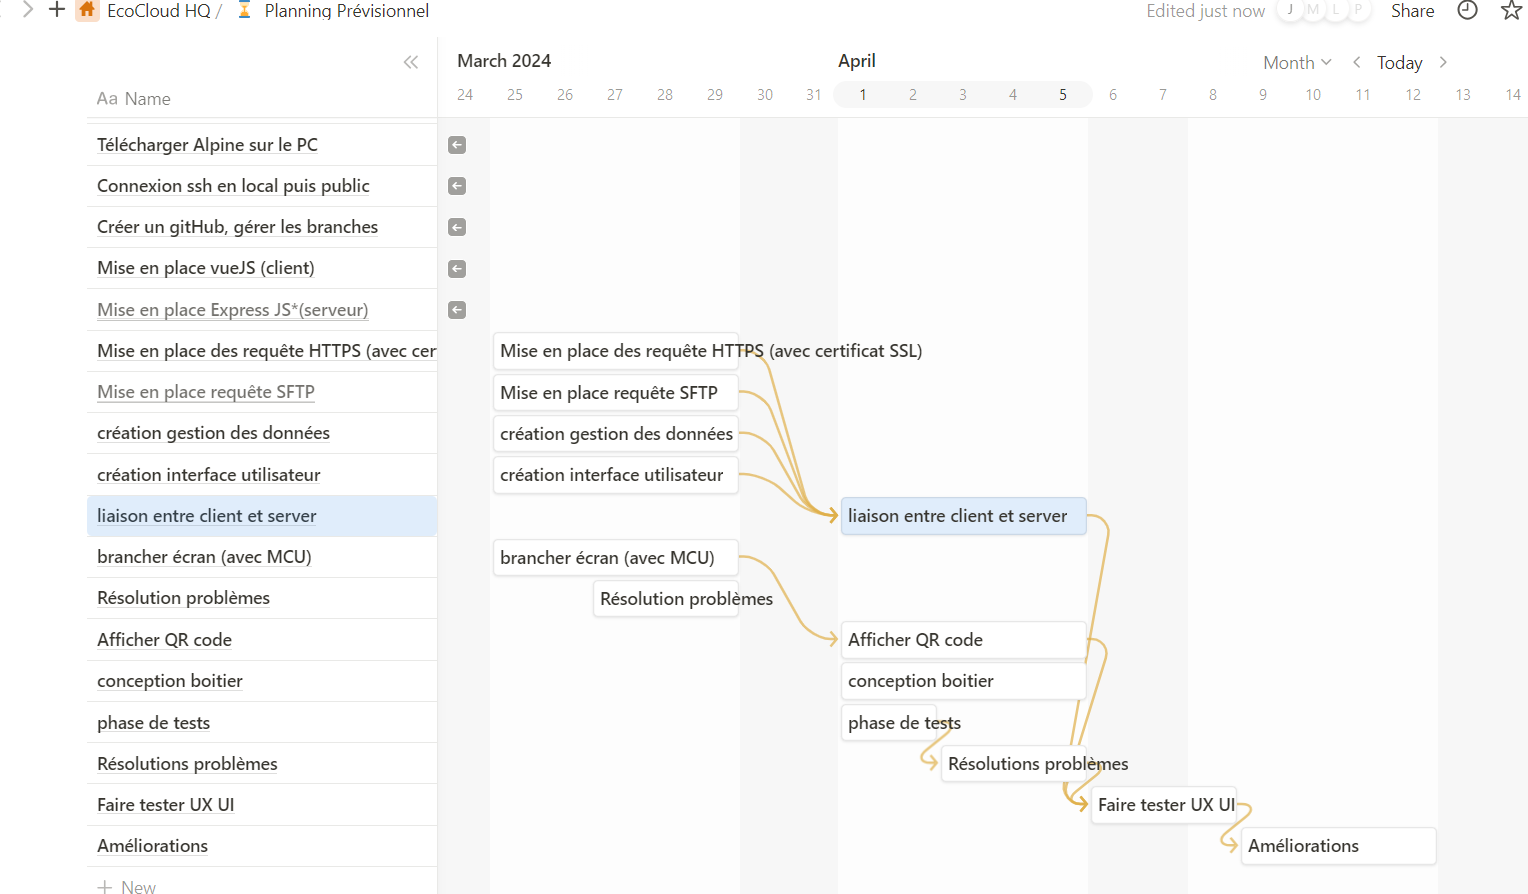 EcoCloud HQ / Planning Prévisionnel
Edited just now J M L P Share
March 2024 April Month Today
Aa Name
24 25 26 27 28 29 30 31 1 2 3 4 5 6 7 8 9 10 11 12 13 14
Télécharger Alpine sur le PC
Connexion ssh en local puis public
Créer un gitHub, gérer les branches
Mise en place vueJS (client)
Mise en place Express JS*(serveur)
Mise en place des requête HTTPS (avec cer
Mise en place des requête HTTPS (avec certificat SSL)
Mise en place requête SFTP
Mise en place requête SFTP
création gestion des données
création gestion des données
création interface utilisateur
création interface utilisateur
liaison entre client et server
liaison entre client et server
brancher écran (avec MCU)
brancher écran (avec MCU)
Résolution problèmes
Résolution problèmes
Afficher QR code
Afficher QR code
conception boitier
conception boitier
phase de tests
phase de tests
Résolutions problèmes
Résolutions problèmes
Faire tester UX UI
Faire tester UX UI
Améliorations
Améliorations
+ New